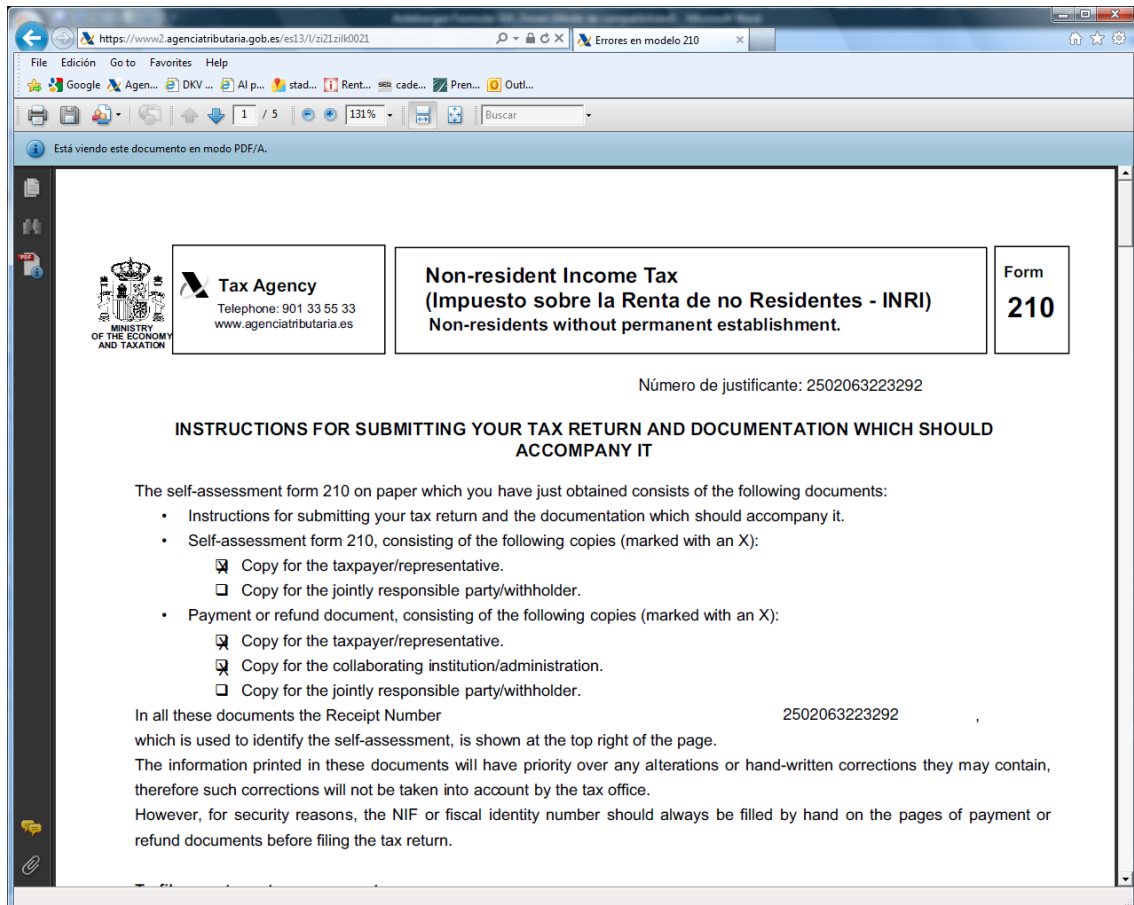 https://www2.agenciatributaria.gob.es/es13/l/zi21zilk0021
Errores en modelo 210
File Edición Go to Favorites Help
Google Agen... DKV ... Al p... stad... Rent... cade... Pren... Outl...
1 / 5 131% Buscar
Está viendo este documento en modo PDF/A.
MINISTRY
OF THE ECONOMY
AND TAXATION
Tax Agency
Telephone: 901 33 55 33
www.agenciatributaria.es
Non-resident Income Tax
(Impuesto sobre la Renta de no Residentes - INRI)
Non-residents without permanent establishment.
Form
210
Número de justificante: 2502063223292
INSTRUCTIONS FOR SUBMITTING YOUR TAX RETURN AND DOCUMENTATION WHICH SHOULD
ACCOMPANY IT
The self-assessment form 210 on paper which you have just obtained consists of the following documents:
• Instructions for submitting your tax return and the documentation which should accompany it.
• Self-assessment form 210, consisting of the following copies (marked with an X):
X Copy for the taxpayer/representative.
Copy for the jointly responsible party/withholder.
• Payment or refund document, consisting of the following copies (marked with an X):
X Copy for the taxpayer/representative.
X Copy for the collaborating institution/administration.
Copy for the jointly responsible party/withholder.
In all these documents the Receipt Number 2502063223292 ,
which is used to identify the self-assessment, is shown at the top right of the page.
The information printed in these documents will have priority over any alterations or hand-written corrections they may contain,
therefore such corrections will not be taken into account by the tax office.
However, for security reasons, the NIF or fiscal identity number should always be filled by hand on the pages of payment or
refund documents before filing the tax return.